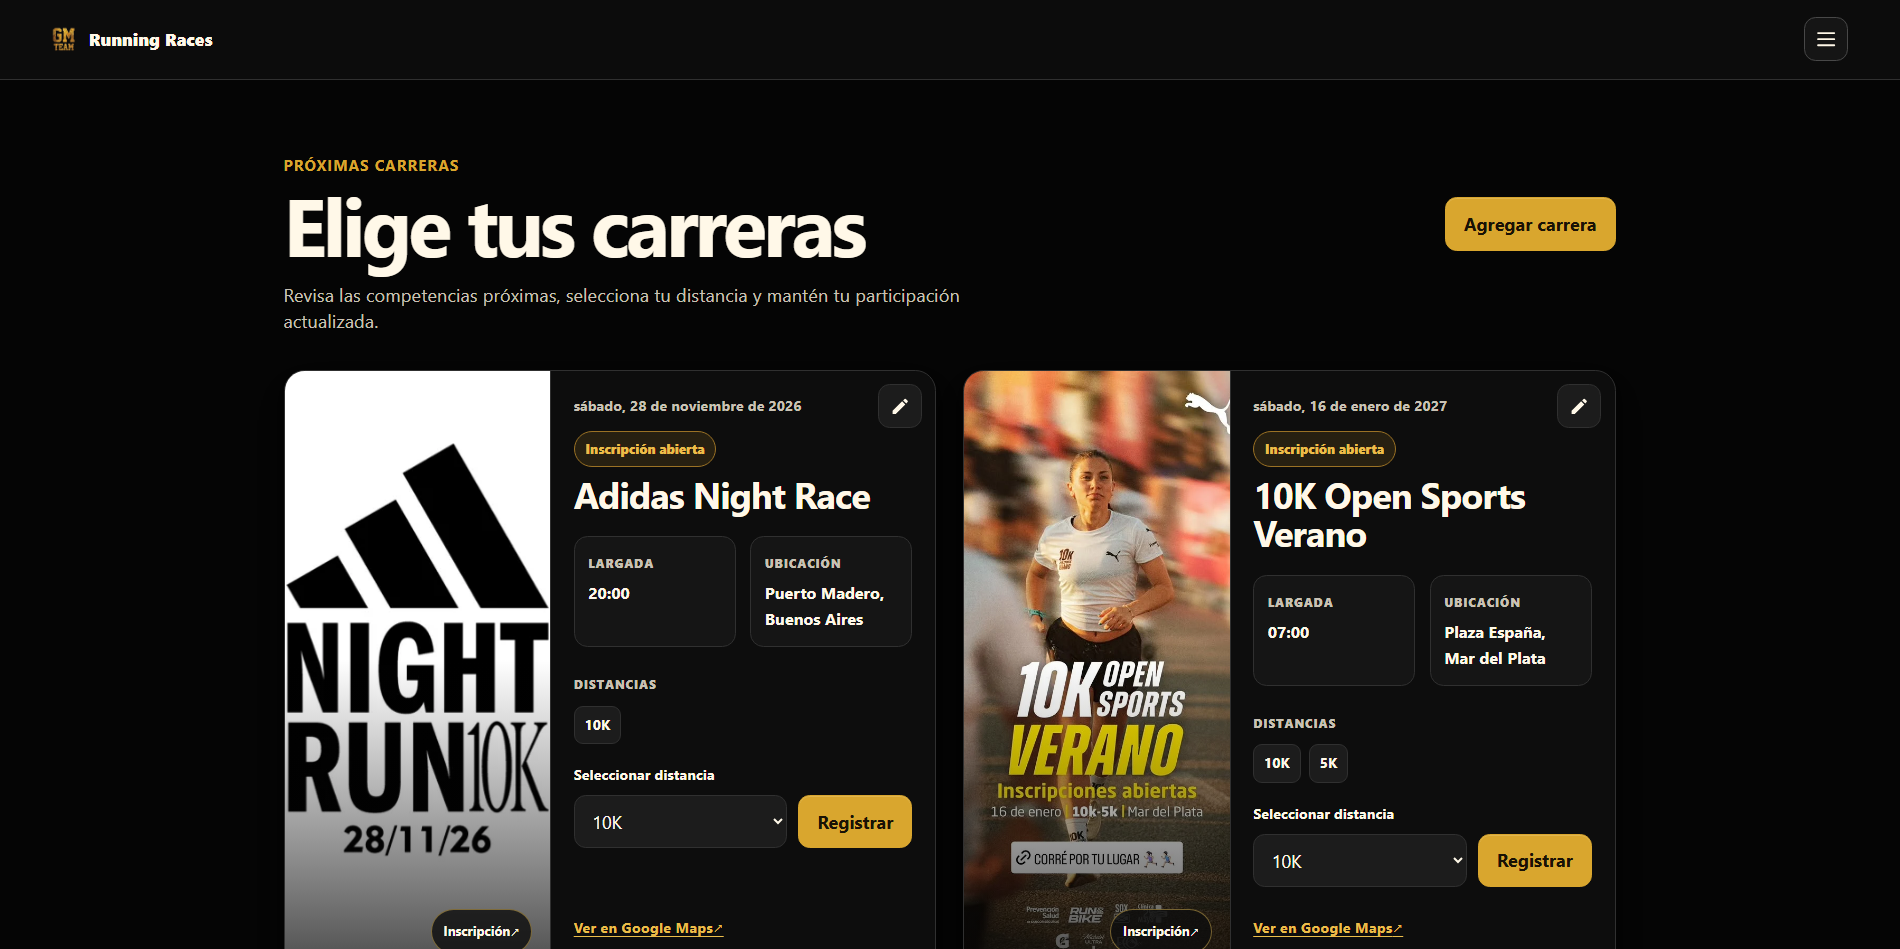 GM
TEAM
Running Races
PRÓXIMAS CARRERAS
Elige tus carreras
Agregar carrera
Revisa las competencias próximas, selecciona tu distancia y mantén tu participación
actualizada.
NIGHT
RUN10K
28/11/26
Inscripción↗
sábado, 28 de noviembre de 2026
Inscripción abierta
Adidas Night Race
LARGADA
20:00
UBICACIÓN
Puerto Madero,
Buenos Aires
DISTANCIAS
10K
Seleccionar distancia
10K
Registrar
Ver en Google Maps↗
10K OPEN
SPORTS
VERANO
Inscripciones abiertas
16 de enero | 10k-5k | Mar del Plata
CORRÉ POR TU LUGAR
Prevención
Salud
RUN&
BIKE
Inscripción↗
sábado, 16 de enero de 2027
Inscripción abierta
10K Open Sports
Verano
LARGADA
07:00
UBICACIÓN
Plaza España,
Mar del Plata
DISTANCIAS
10K
5K
Seleccionar distancia
10K
Registrar
Ver en Google Maps↗